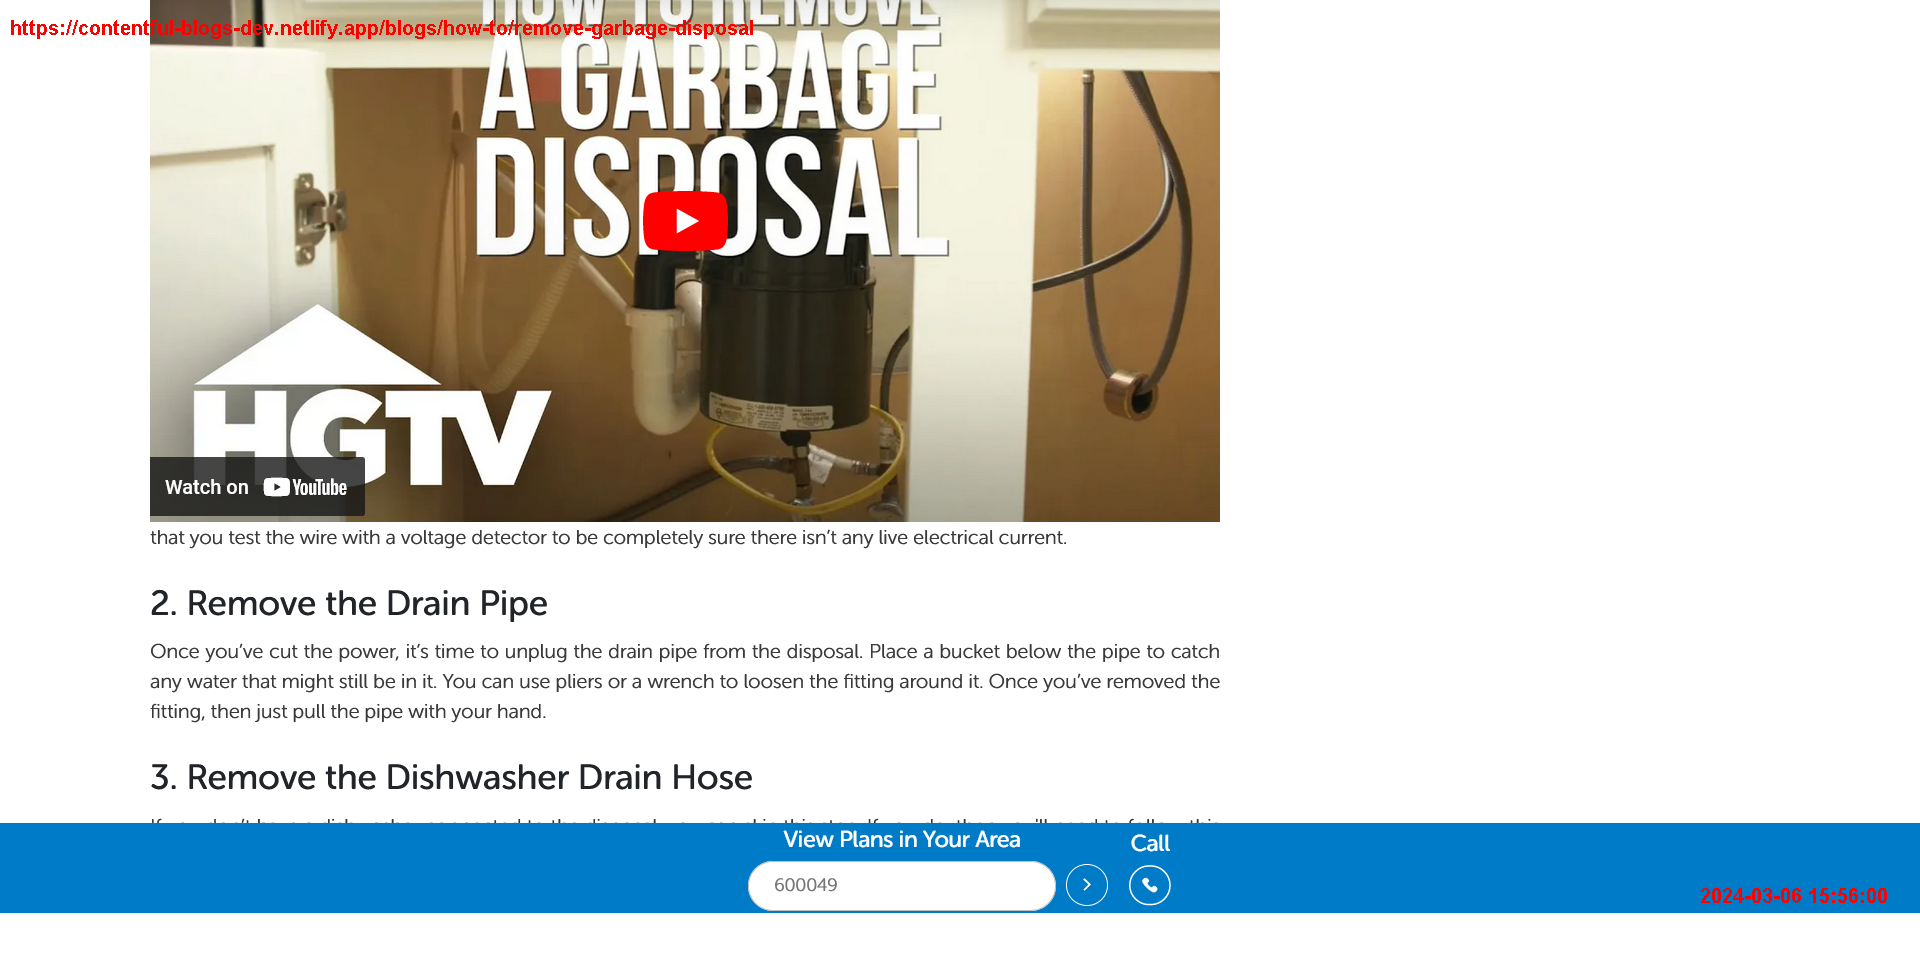 HOW TO REMOVE
https://contentful-blogs-dev.netlify.app/blogs/how-to/remove-garbage-disposal
A GARBAGE
DISPOSAL
HGTV
Watch on YouTube
that you test the wire with a voltage detector to be completely sure there isn’t any live electrical current.
2. Remove the Drain Pipe
Once you’ve cut the power, it’s time to unplug the drain pipe from the disposal. Place a bucket below the pipe to catch
any water that might still be in it. You can use pliers or a wrench to loosen the fitting around it. Once you’ve removed the
fitting, then just pull the pipe with your hand.
3. Remove the Dishwasher Drain Hose
View Plans in Your Area
Call
600049
2024-03-06 15:56:00